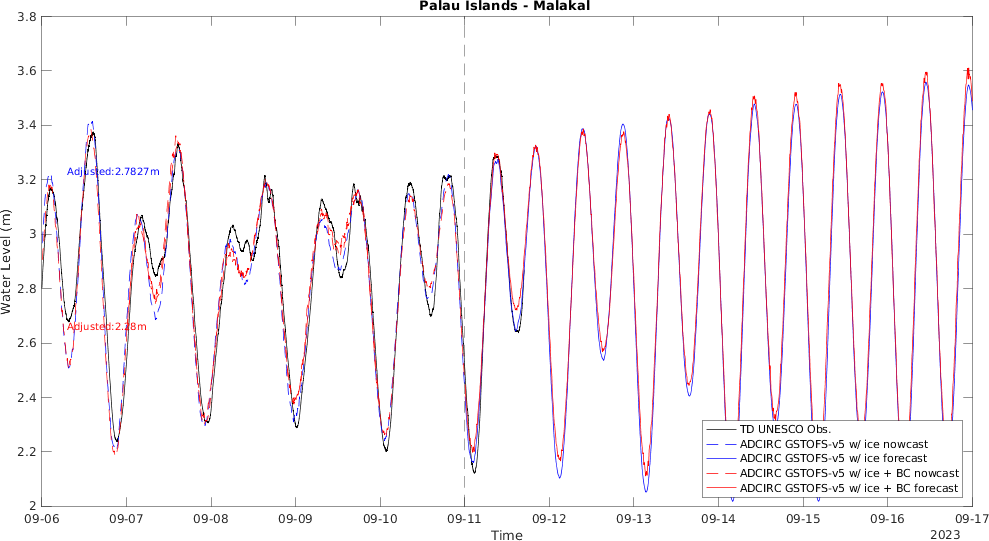 Palau Islands - Malakal
3.8
3.6
3.4
3.2
3
2.8
2.6
2.4
2.2
2
Water Level (m)
Adjusted:2.7827m
Adjusted:2.78m
TD UNESCO Obs.
ADCIRC GSTOFS-v5 w/ ice nowcast
ADCIRC GSTOFS-v5 w/ ice forecast
ADCIRC GSTOFS-v5 w/ ice + BC nowcast
ADCIRC GSTOFS-v5 w/ ice + BC forecast
09-06 09-07 09-08 09-09 09-10 09-11 09-12 09-13 09-14 09-15 09-16 09-17
Time
2023